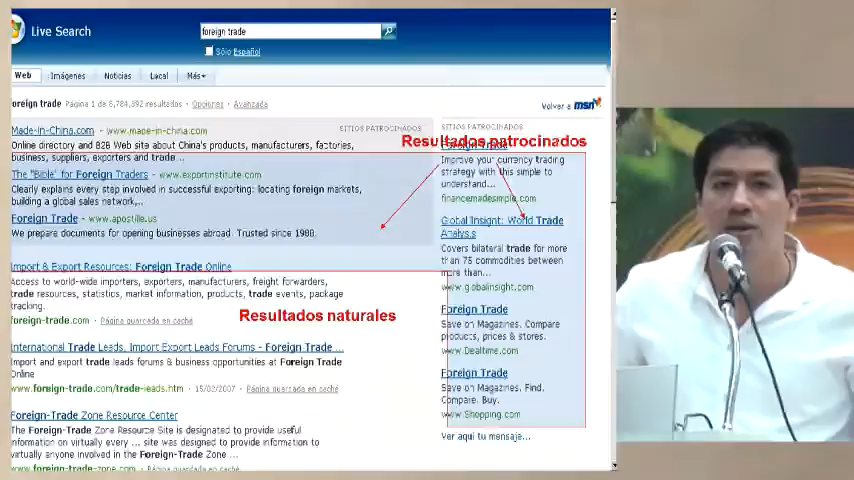 Live Search
foreign trade
Sólo Español
Web Imágenes Noticias Local Más
foreign trade Página 1 de 8,784,392 resultados · Opciones · Avanzada
Volver a msn
Made-in-China.com - www.made-in-china.com SITIOS PATROCINADOS
Online directory and B2B Web site about China's products, manufacturers, factories,
business, suppliers, exporters and trade ...
The "Bible" for Foreign Traders - www.exportinstitute.com
Clearly explains every step involved in successful exporting: locating foreign markets,
building a global sales network,..
Foreign Trade - www.apostille.us
We prepare documents for opening businesses abroad. Trusted since 1988.
Import & Export Resources: Foreign Trade Online
Access to world-wide importers, exporters, manufacturers, freight forwarders,
trade resources, statistics, market information, products, trade events, package
tracking.
foreign-trade.com · Página guardada en caché
Resultados naturales
International Trade Leads, Import Export Leads Forums - Foreign Trade ...
Import and export trade leads forums & business opportunities at Foreign Trade
Online
www.foreign-trade.com/trade-leads.htm · 15/02/2007 · Página guardada en caché
Foreign-Trade Zone Resource Center
The Foreign-Trade Zone Resource Site is designed to provide useful
information on virtually every ... site was designed to provide information
virtually anyone involved in the Foreign-Trade Zone ...
www.foreign-trade-zone.com · Página guardada en caché
SITIOS PATROCINADOS
Resultados patrocinados
Foreign Trade
Improve your currency trading
strategy with this simple to
understand...
financemadesimple.com
Global Insight: World Trade
Analysis
Covers bilateral trade for more
than 75 commodities between
more than...
www.globalinsight.com
Foreign Trade
Save on Magazines. Compare
products, prices & stores.
www.Dealtime.com
Foreign Trade
Save on Magazines. Find.
Compare. Buy.
www.Shopping.com
Ver aquí tu mensaje...